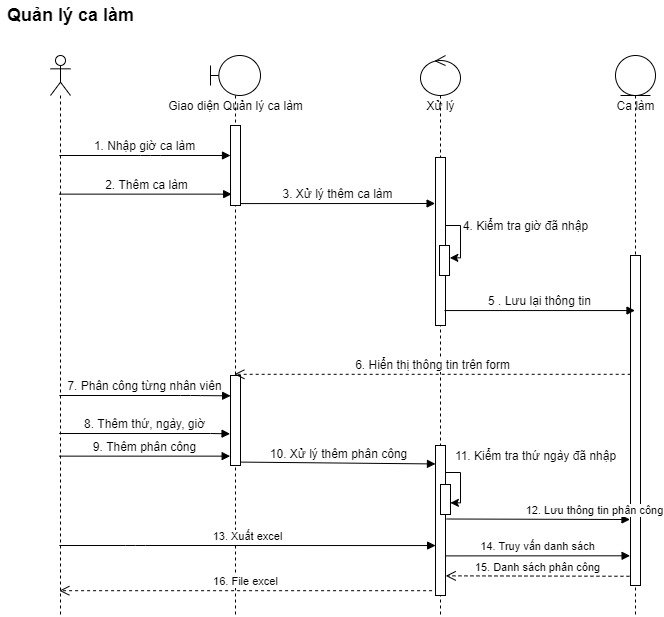 Quản lý ca làm
Giao diện Quản lý ca làm
Xử lý
Ca làm
1. Nhập giờ ca làm
2. Thêm ca làm
3. Xử lý thêm ca làm
4. Kiểm tra giờ đã nhập
5 . Lưu lại thông tin
6. Hiển thị thông tin trên form
7. Phân công từng nhân viên
8. Thêm thứ, ngày, giờ
9. Thêm phân công
10. Xử lý thêm phân công
11. Kiểm tra thứ ngày đã nhập
12. Lưu thông tin phân công
13. Xuất excel
14. Truy vấn danh sách
15. Danh sách phân công
16. File excel